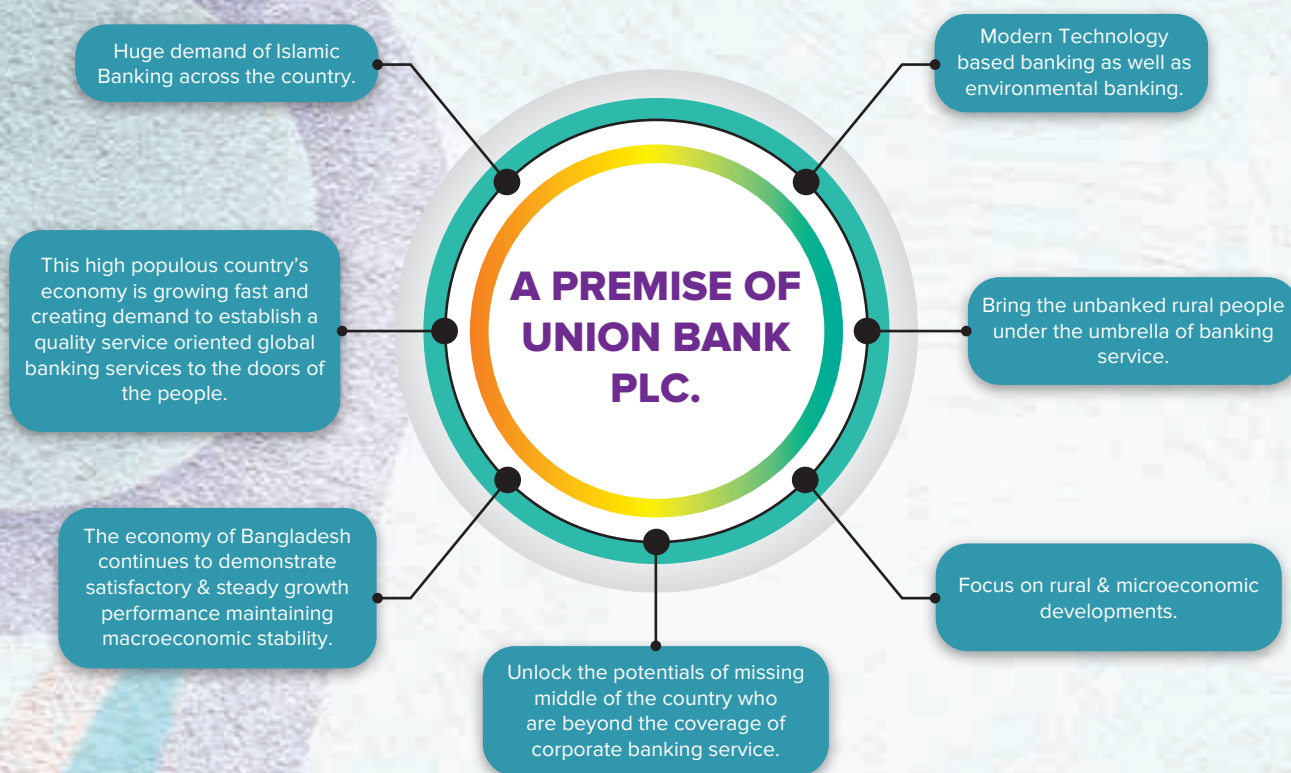 Huge demand of Islamic
Banking across the country.
Modern Technology
based banking as well as
environmental banking.
This high populous country's
economy is growing fast and
creating demand to establish a
quality service oriented global
banking services to the doors of
the people.
A PREMISE OF
UNION BANK
PLC.
Bring the unbanked rural people
under the umbrella of banking
service.
The economy of Bangladesh
continues to demonstrate
satisfactory & steady growth
performance maintaining
macroeconomic stability.
Focus on rural & microeconomic
developments.
Unlock the potentials of missing
middle of the country who
are beyond the coverage of
corporate banking service.